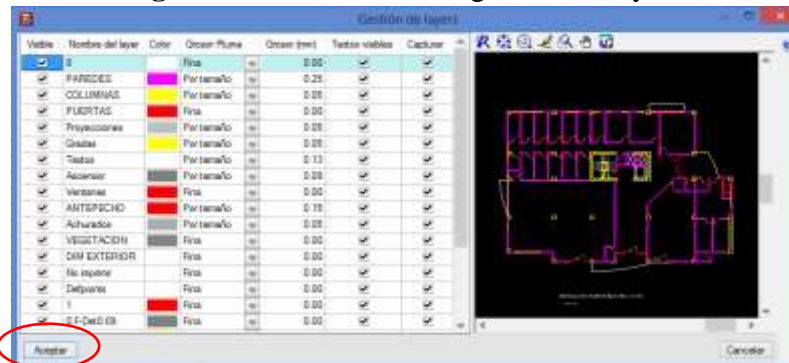 Gestión de layers
Visible Nombre del layer Color Grosor Pluma Grosor (mm) Textos visibles Capturar
0 Fina 0.00
PAREDES Por tamaño 0.25
COLUMNAS Por tamaño 0.05
PUERTAS Fina 0.00
Proyecciones Por tamaño 0.05
Gradas Por tamaño 0.05
Textos Por tamaño 0.13
Ascensor Por tamaño 0.05
Ventanas Fina 0.00
ANTEPECHO Por tamaño 0.15
Achurados Por tamaño 0.05
VEGETACION Fina 0.00
DIM EXTERIOR Fina 0.00
No imprimir Fina 0.00
Defpoints Fina 0.00
1 Fina 0.00
Fina 0.00
Aceptar
Cancelar